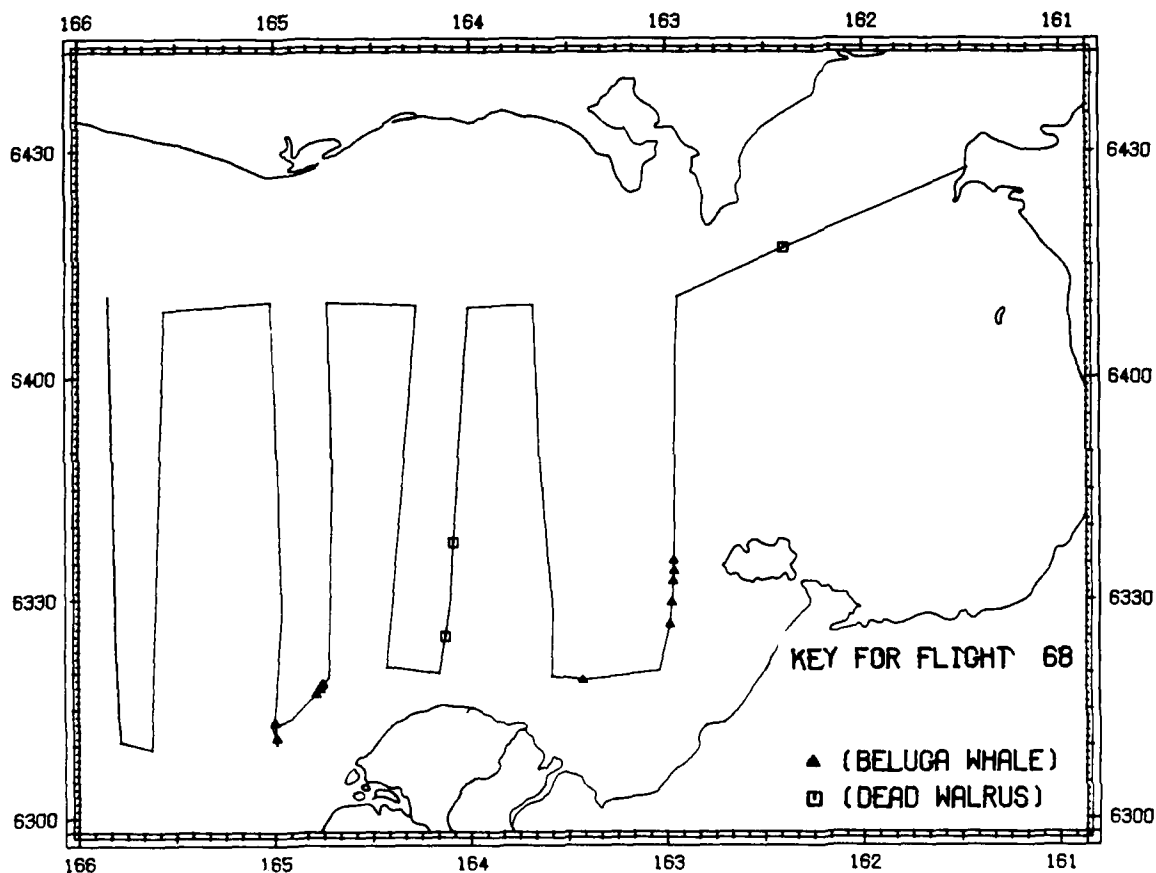 166 165 164 163 162 161
6430 6430
6400 6400
6330 6330
KEY FOR FLIGHT 68
▲ (BELUGA WHALE)
(DEAD WALRUS)
6300 6300
166 165 164 163 162 161